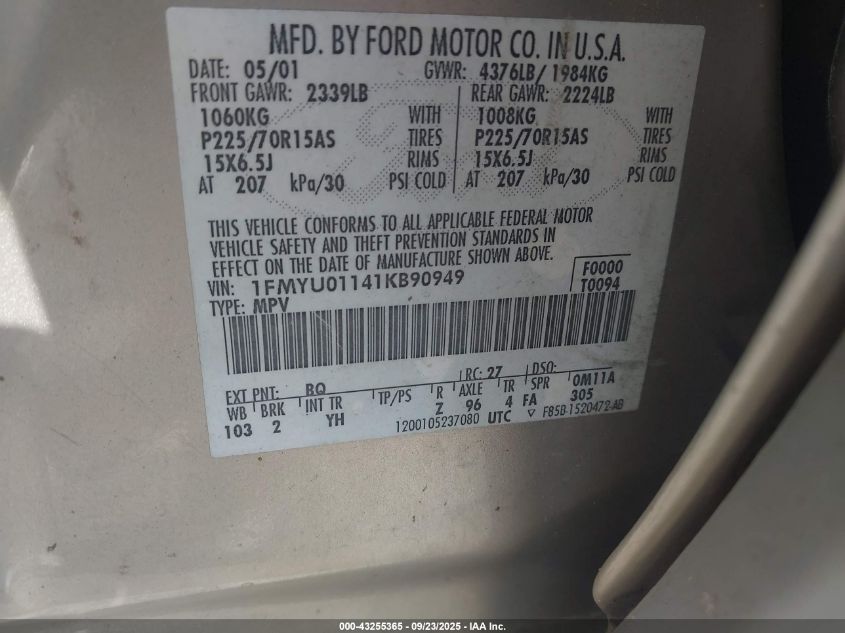 MFD. BY FORD MOTOR CO. IN U.S.A.
DATE: 05/01 GVWR: 4376LB/ 1984KG
FRONT GAWR: 2339LB REAR GAWR: 2224LB
1060KG WITH 1008KG WITH
P225/70R15AS TIRES P225/70R15AS TIRES
15X6.5J RIMS 15X6.5J RIMS
AT 207 kPa/30 PSI COLD AT 207 kPa/30 PSI COLD
THIS VEHICLE CONFORMS TO ALL APPLICABLE FEDERAL MOTOR
VEHICLE SAFETY AND THEFT PREVENTION STANDARDS IN
EFFECT ON THE DATE OF MANUFACTURE SHOWN ABOVE.
VIN: 1FMYU01141KB90949 F0000
TYPE: MPV T0094
EXT PNT: BQ RC: 27 DSO:
WB BRK INT TR TP/PS R AXLE TR SPR 0M11A
103 2 YH Z 96 4 FA 305
1200105237080 UTC ▽ F85B-1520472-AB
000-43255365 | 09/23/2025 | IAA Inc.